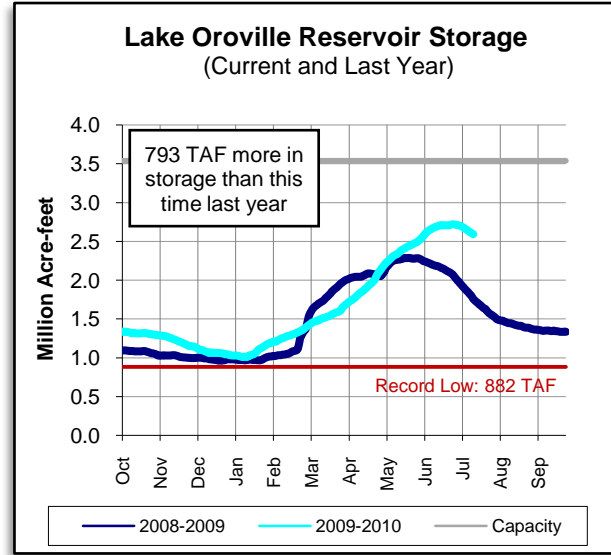 Lake Oroville Reservoir Storage
(Current and Last Year)
793 TAF more in
storage than this
time last year
Million Acre-feet
4.0
3.5
3.0
2.5
2.0
1.5
1.0
0.5
0.0
Record Low: 882 TAF
Oct Nov Dec Jan Feb Mar Apr May Jun Jul Aug Sep
2008-2009 2009-2010 Capacity